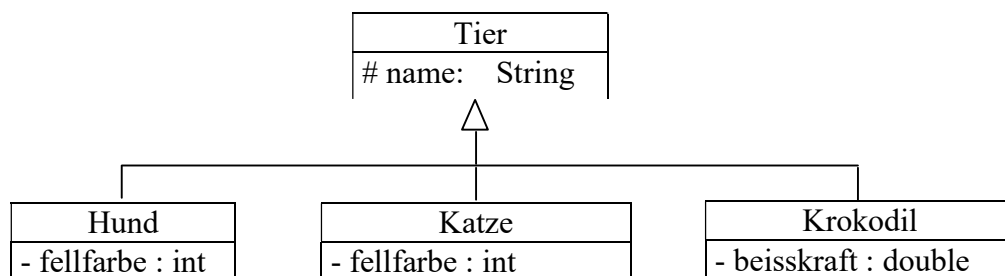 Tier
# name: String
Hund
- fellfarbe : int
Katze
- fellfarbe : int
Krokodil
- beisskraft : double